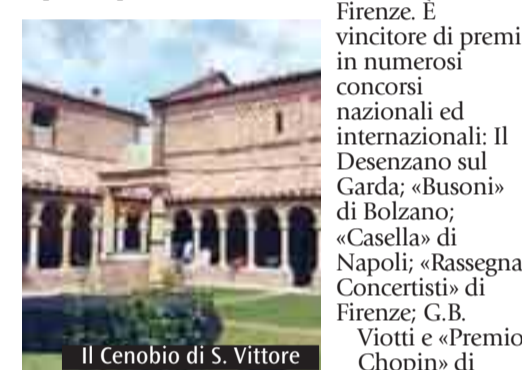 Firenze. È
vincitore di premi
in numerosi
concorsi
nazionali ed
internazionali: Il
Desenzano sul
Garda; «Busoni»
di Bolzano;
«Casella» di
Napoli; «Rassegna
Concertisti» di
Firenze; G.B.
Viotti e «Premio
Chopin» di
Il Cenobio di S. Vittore